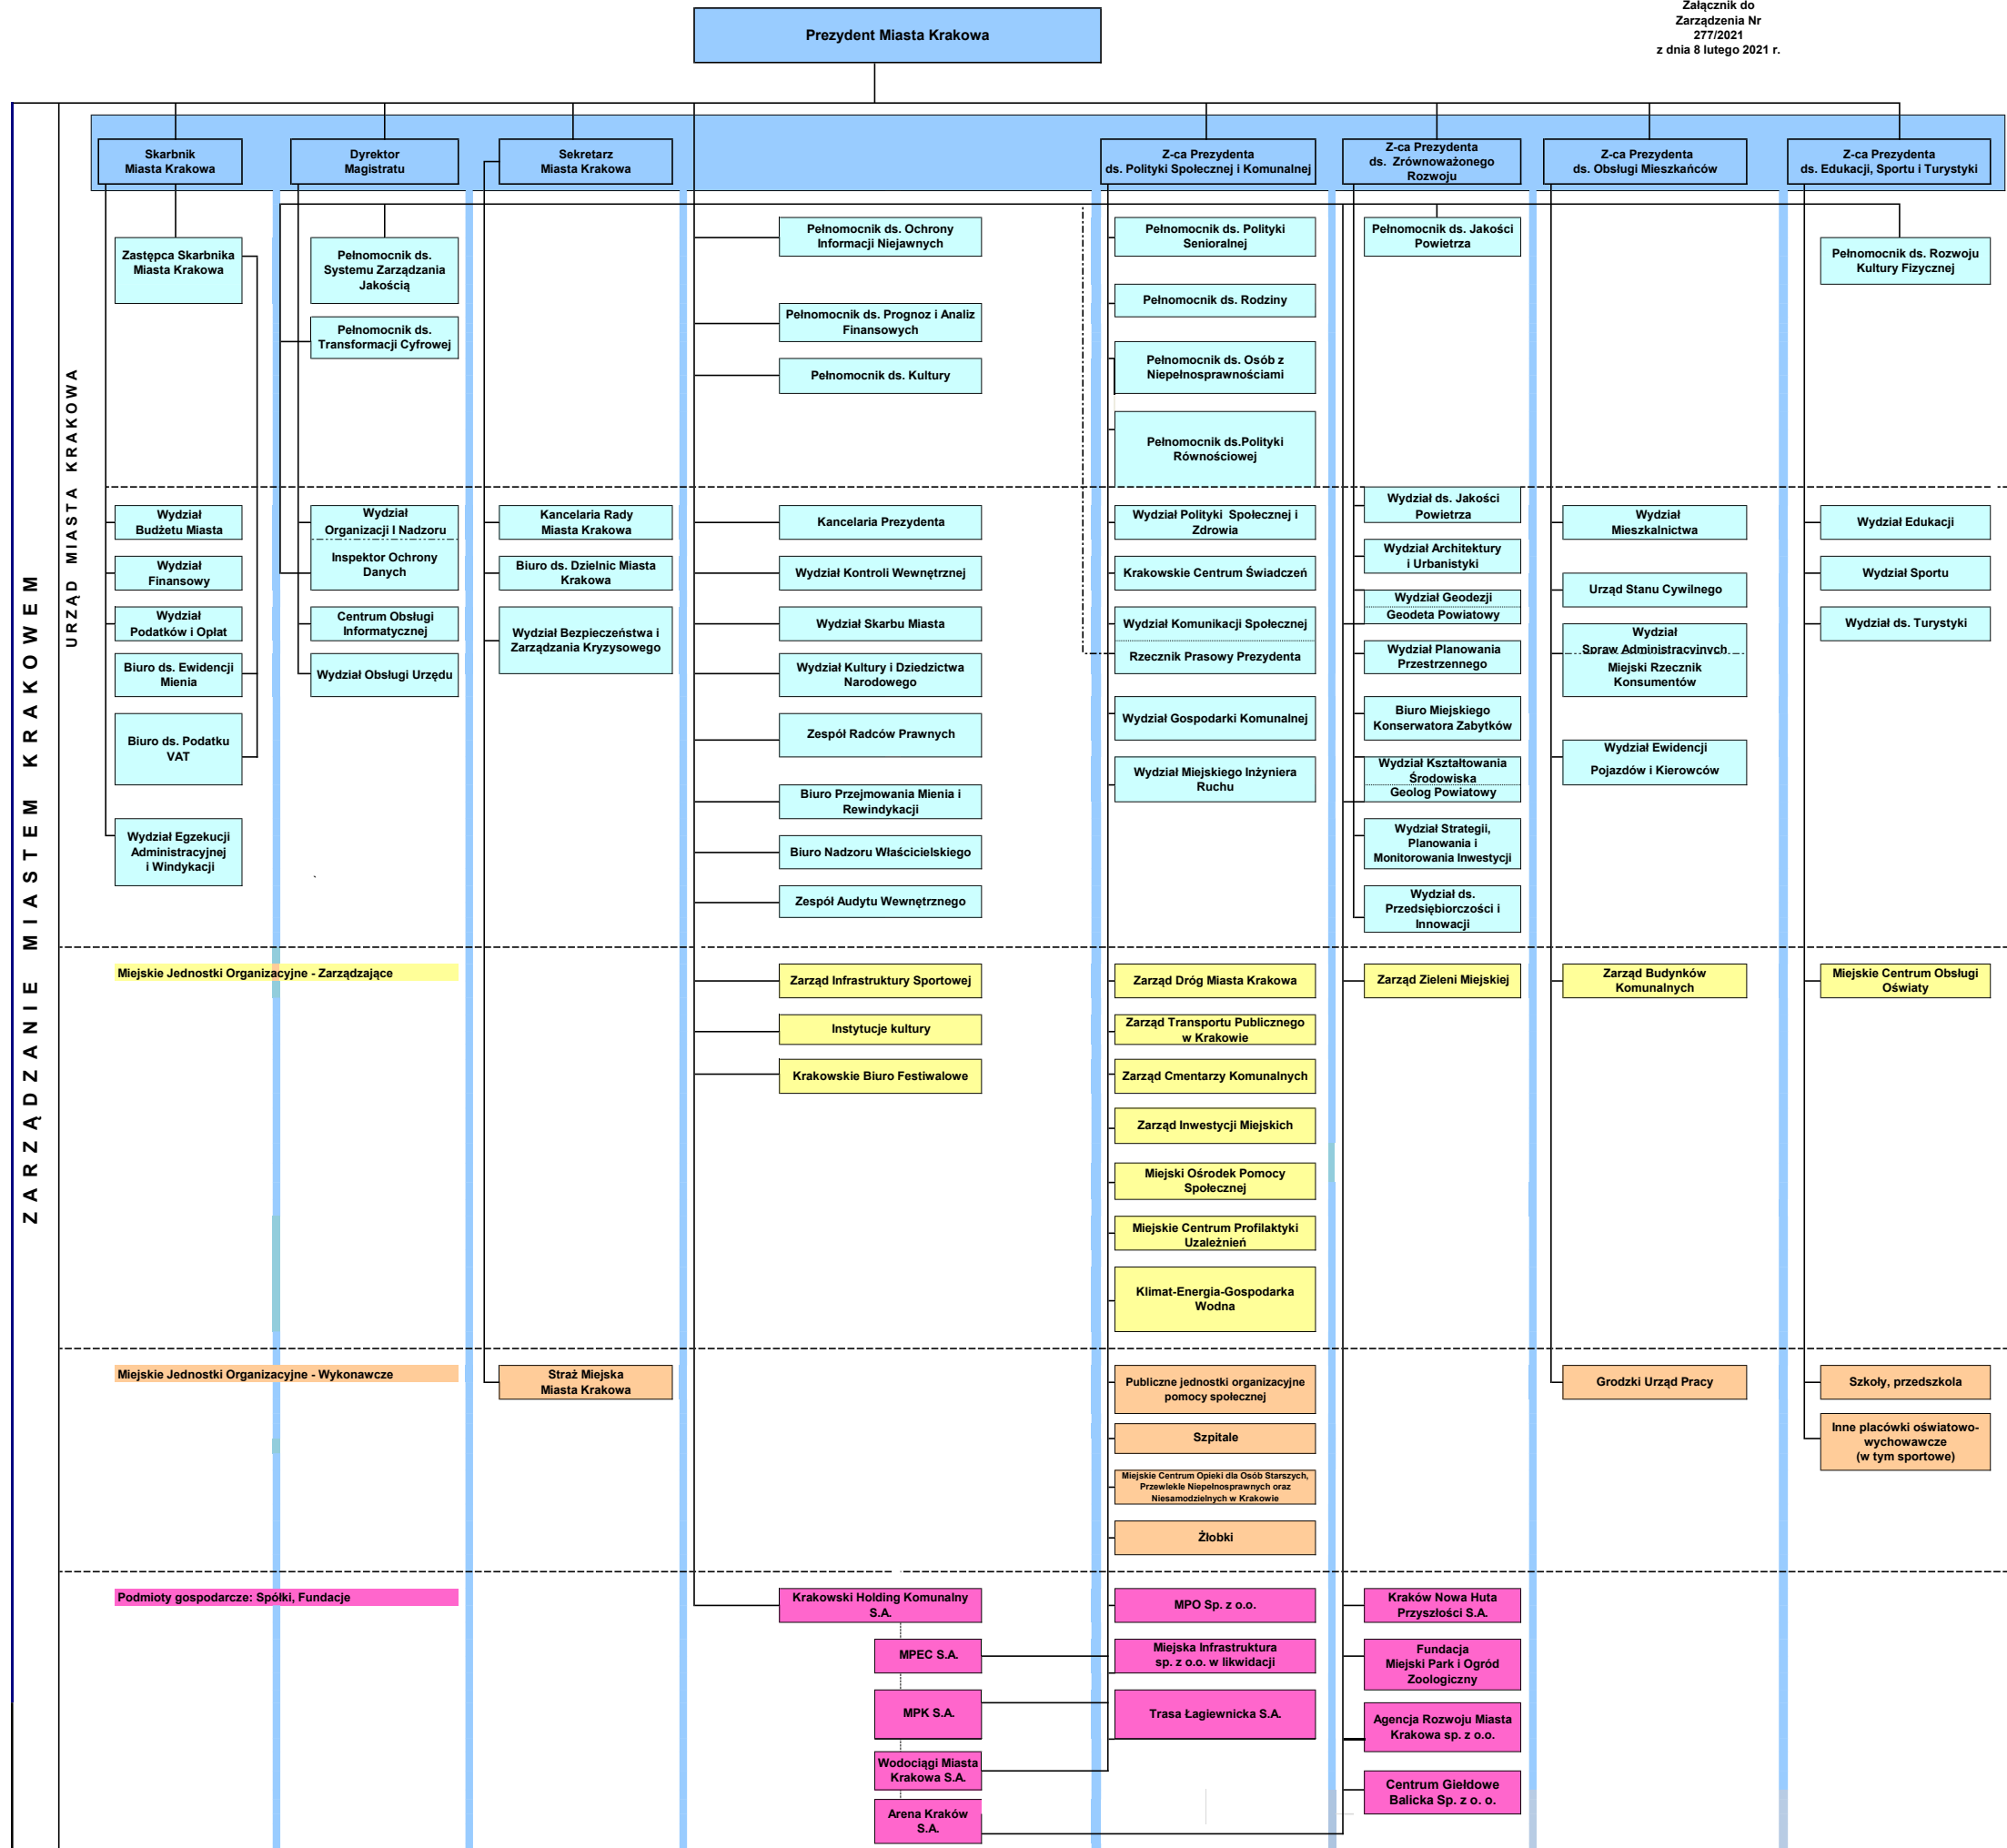 Załącznik do
Zarządzenia Nr
277/2021
z dnia 8 lutego 2021 r.
Prezydent Miasta Krakowa
ZARZĄDZANIE MIASTEM KRAKOWEM
URZĄD MIASTA KRAKOWA
Skarbnik
Miasta Krakowa
Dyrektor
Magistratu
Sekretarz
Miasta Krakowa
Z-ca Prezydenta
ds. Polityki Społecznej i Komunalnej
Z-ca Prezydenta
ds. Zrównoważonego
Rozwoju
Z-ca Prezydenta
ds. Obsługi Mieszkańców
Z-ca Prezydenta
ds. Edukacji, Sportu i Turystyki
Zastępca Skarbnika
Miasta Krakowa
Pełnomocnik ds.
Systemu Zarządzania
Jakością
Pełnomocnik ds.
Transformacji Cyfrowej
Pełnomocnik ds. Ochrony
Informacji Niejawnych
Pełnomocnik ds. Prognoz i Analiz
Finansowych
Pełnomocnik ds. Kultury
Pełnomocnik ds. Polityki
Senioralnej
Pełnomocnik ds. Rodziny
Pełnomocnik ds. Osób z
Niepełnosprawnościami
Pełnomocnik ds.Polityki
Równościowej
Pełnomocnik ds. Jakości
Powietrza
Pełnomocnik ds. Rozwoju
Kultury Fizycznej
Wydział
Budżetu Miasta
Wydział
Finansowy
Wydział
Podatków i Opłat
Biuro ds. Ewidencji
Mienia
Biuro ds. Podatku
VAT
Wydział Egzekucji
Administracyjnej
i Windykacji
Wydział
Organizacji I Nadzoru
Inspektor Ochrony
Danych
Centrum Obsługi
Informatycznej
Wydział Obsługi Urzędu
Kancelaria Rady
Miasta Krakowa
Biuro ds. Dzielnic Miasta
Krakowa
Wydział Bezpieczeństwa i
Zarządzania Kryzysowego
Kancelaria Prezydenta
Wydział Kontroli Wewnętrznej
Wydział Skarbu Miasta
Wydział Kultury i Dziedzictwa
Narodowego
Zespół Radców Prawnych
Biuro Przejmowania Mienia i
Rewindykacji
Biuro Nadzoru Właścicielskiego
Zespół Audytu Wewnętrznego
Wydział Polityki Społecznej i
Zdrowia
Krakowskie Centrum Świadczeń
Wydział Komunikacji Społecznej
Rzecznik Prasowy Prezydenta
Wydział Gospodarki Komunalnej
Wydział Miejskiego Inżyniera
Ruchu
Wydział ds. Jakości
Powietrza
Wydział Architektury
i Urbanistyki
Wydział Geodezji
Geodeta Powiatowy
Wydział Planowania
Przestrzennego
Biuro Miejskiego
Konserwatora Zabytków
Wydział Kształtowania
Środowiska
Geolog Powiatowy
Wydział Strategii,
Planowania i
Monitorowania Inwestycji
Wydział ds.
Przedsiębiorczości i
Innowacji
Wydział
Mieszkalnictwa
Urząd Stanu Cywilnego
Wydział
Spraw Administracyjnych
Miejski Rzecznik
Konsumentów
Wydział Ewidencji
Pojazdów i Kierowców
Wydział Edukacji
Wydział Sportu
Wydział ds. Turystyki
Miejskie Jednostki Organizacyjne - Zarządzające
Zarząd Infrastruktury Sportowej
Instytucje kultury
Krakowskie Biuro Festiwalowe
Zarząd Dróg Miasta Krakowa
Zarząd Transportu Publicznego
w Krakowie
Zarząd Cmentarzy Komunalnych
Zarząd Inwestycji Miejskich
Miejski Ośrodek Pomocy
Społecznej
Miejskie Centrum Profilaktyki
Uzależnień
Klimat-Energia-Gospodarka
Wodna
Zarząd Zieleni Miejskiej
Zarząd Budynków
Komunalnych
Miejskie Centrum Obsługi
Oświaty
Miejskie Jednostki Organizacyjne - Wykonawcze
Straż Miejska
Miasta Krakowa
Publiczne jednostki organizacyjne
pomocy społecznej
Szpitale
Miejskie Centrum Opieki dla Osób Starszych,
Przewlekle Niepełnosprawnych oraz
Niesamodzielnych w Krakowie
Żłobki
Grodzki Urząd Pracy
Szkoły, przedszkola
Inne placówki oświatowo-
wychowawcze
(w tym sportowe)
Podmioty gospodarcze: Spółki, Fundacje
Krakowski Holding Komunalny
S.A.
MPEC S.A.
MPK S.A.
Wodociągi Miasta
Krakowa S.A.
Arena Kraków
S.A.
MPO Sp. z o.o.
Miejska Infrastruktura
sp. z o.o. w likwidacji
Trasa Łagiewnicka S.A.
Kraków Nowa Huta
Przyszłości S.A.
Fundacja
Miejski Park i Ogród
Zoologiczny
Agencja Rozwoju Miasta
Krakowa sp. z o.o.
Centrum Giełdowe
Balicka Sp. z o. o.